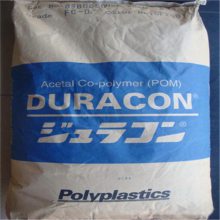 Acetal Co-polymer (POM)
DURACON®
ジュラコン®
Polyplastics